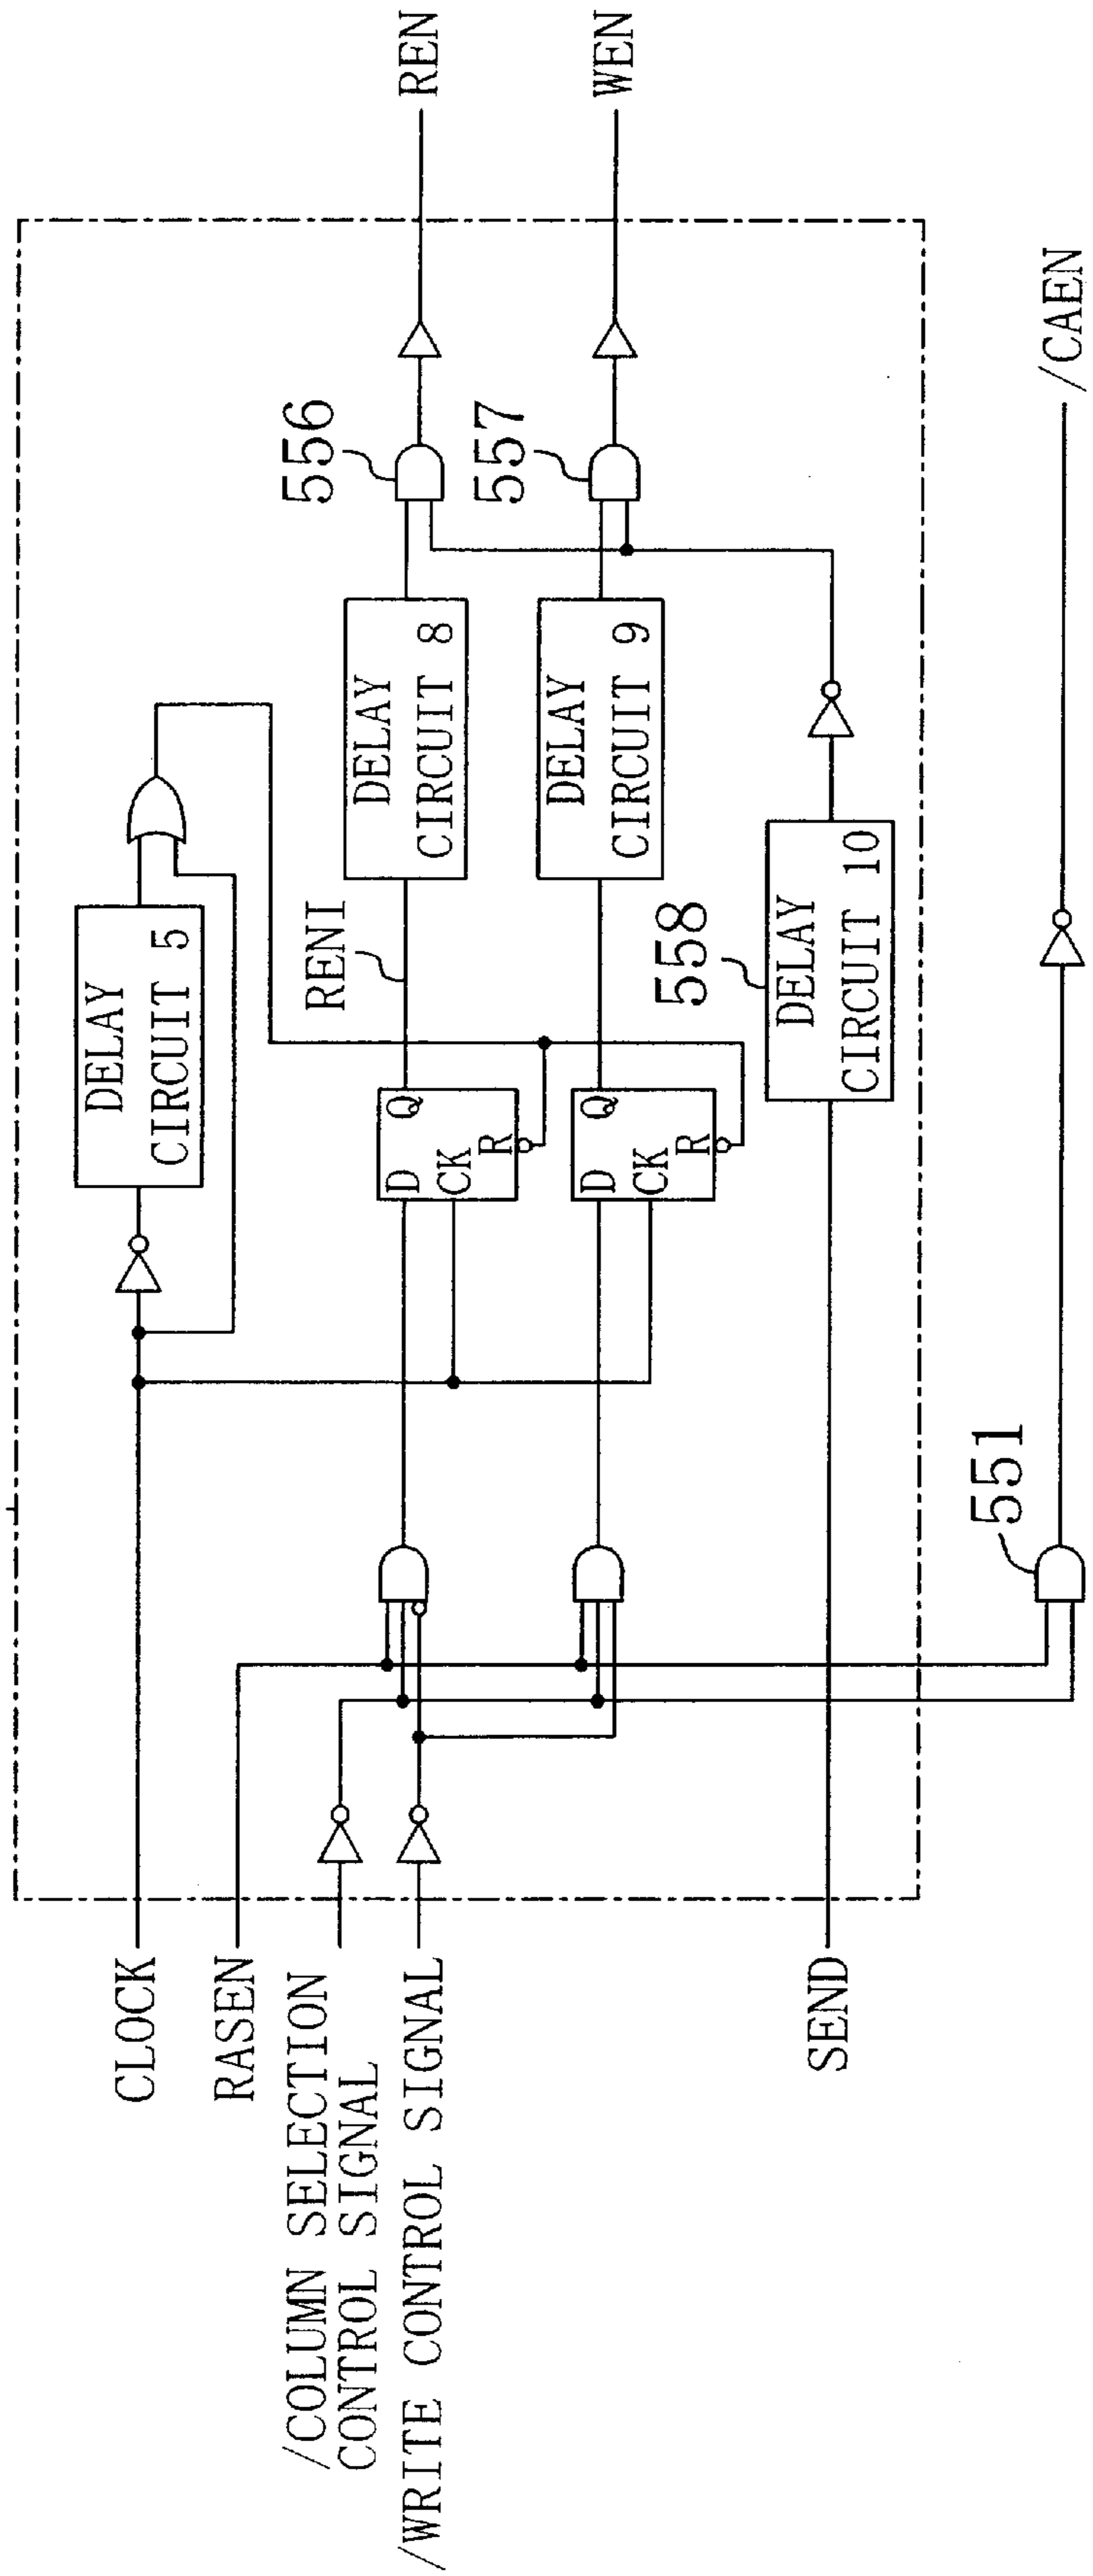 CLOCK
RASEN
/COLUMN SELECTION
CONTROL SIGNAL
/WRITE CONTROL SIGNAL
SEND
551
DELAY
CIRCUIT 5
D
Q
CK
R
D
Q
CK
R
RENI
558
DELAY
CIRCUIT 8
DELAY
CIRCUIT 9
DELAY
CIRCUIT 10
556
557
REN
WEN
/CAEN